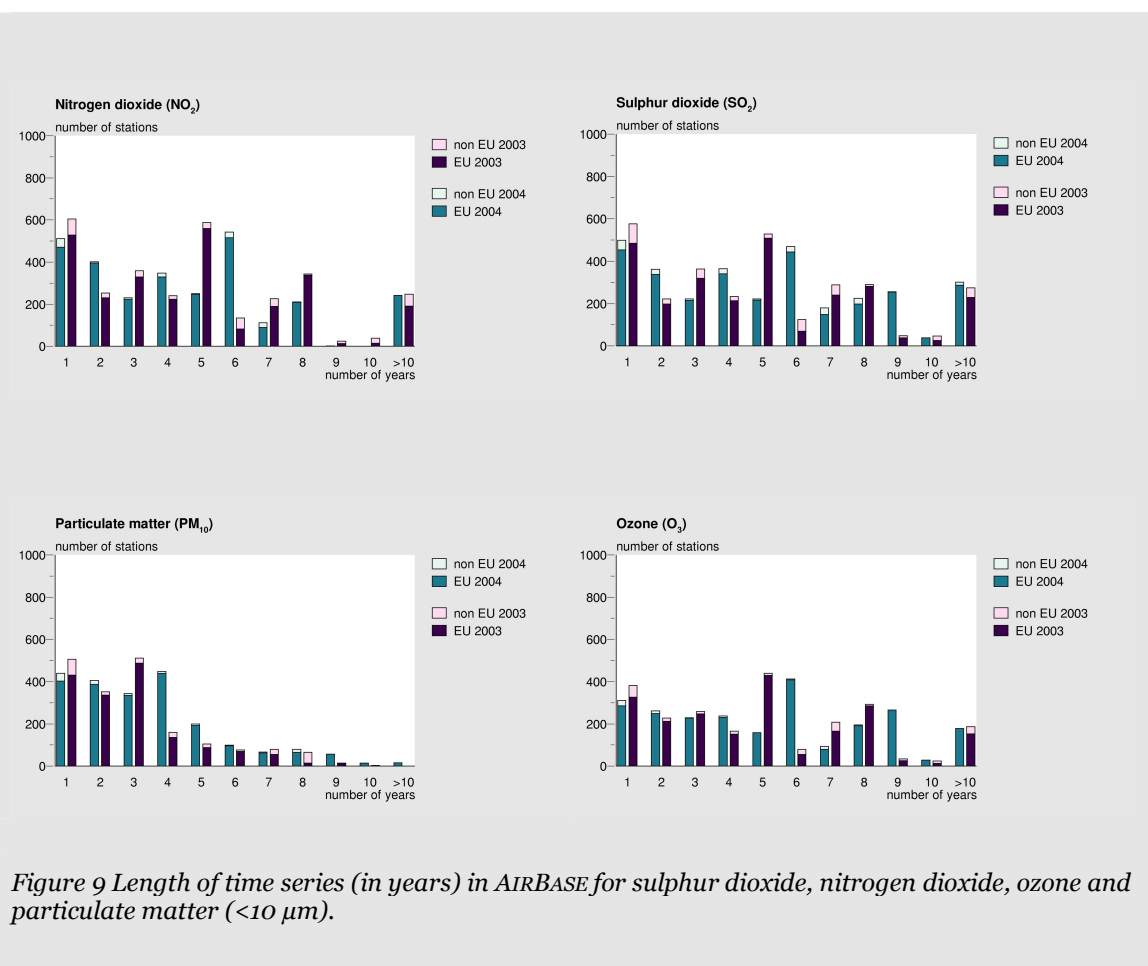 Nitrogen dioxide (NO₂)
number of stations
1000
800
600
400
200
0
1 2 3 4 5 6 7 8 9 10 >10
number of years
non EU 2003
EU 2003
non EU 2004
EU 2004
Sulphur dioxide (SO₂)
number of stations
1000
800
600
400
200
0
1 2 3 4 5 6 7 8 9 10 >10
number of years
non EU 2004
EU 2004
non EU 2003
EU 2003
Particulate matter (PM₁₀)
number of stations
1000
800
600
400
200
0
1 2 3 4 5 6 7 8 9 10 >10
number of years
non EU 2004
EU 2004
non EU 2003
EU 2003
Ozone (O₃)
number of stations
1000
800
600
400
200
0
1 2 3 4 5 6 7 8 9 10 >10
number of years
non EU 2004
EU 2004
non EU 2003
EU 2003
Figure 9 Length of time series (in years) in AIRBASE for sulphur dioxide, nitrogen dioxide, ozone and
particulate matter (<10 µm).